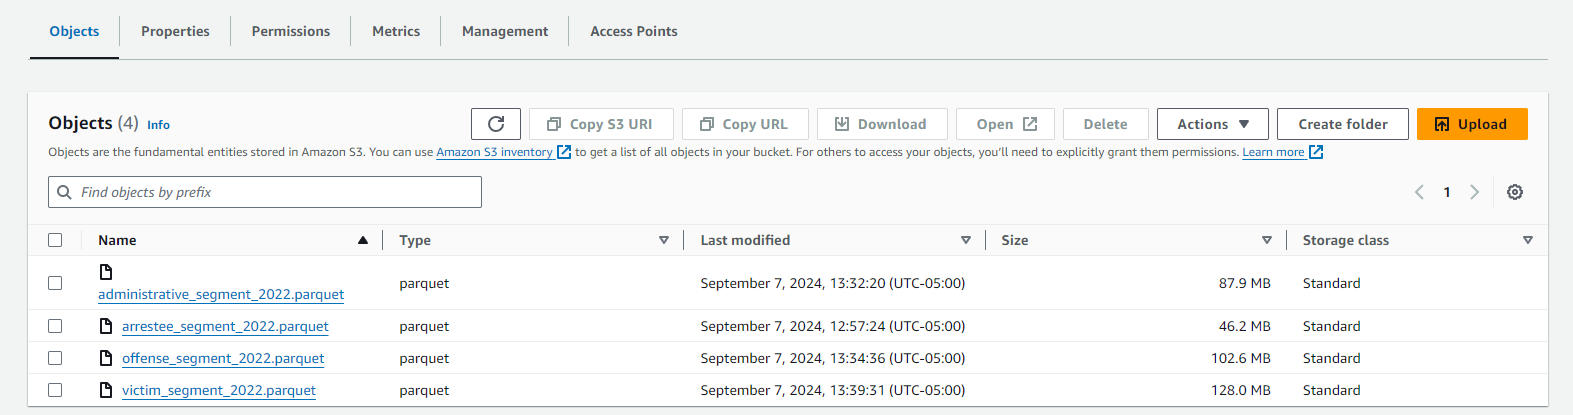 Objects Properties Permissions Metrics Management Access Points
Objects (4) Info Copy S3 URI Copy URL Download Open Delete Actions Create folder Upload
Objects are the fundamental entities stored in Amazon S3. You can use Amazon S3 inventory to get a list of all objects in your bucket. For others to access your objects, you'll need to explicitly grant them permissions. Learn more
Find objects by prefix 1
Name Type Last modified Size Storage class
administrative_segment_2022.parquet parquet September 7, 2024, 13:32:20 (UTC-05:00) 87.9 MB Standard
arrestee_segment_2022.parquet parquet September 7, 2024, 12:57:24 (UTC-05:00) 46.2 MB Standard
offense_segment_2022.parquet parquet September 7, 2024, 13:34:36 (UTC-05:00) 102.6 MB Standard
victim_segment_2022.parquet parquet September 7, 2024, 13:39:31 (UTC-05:00) 128.0 MB Standard